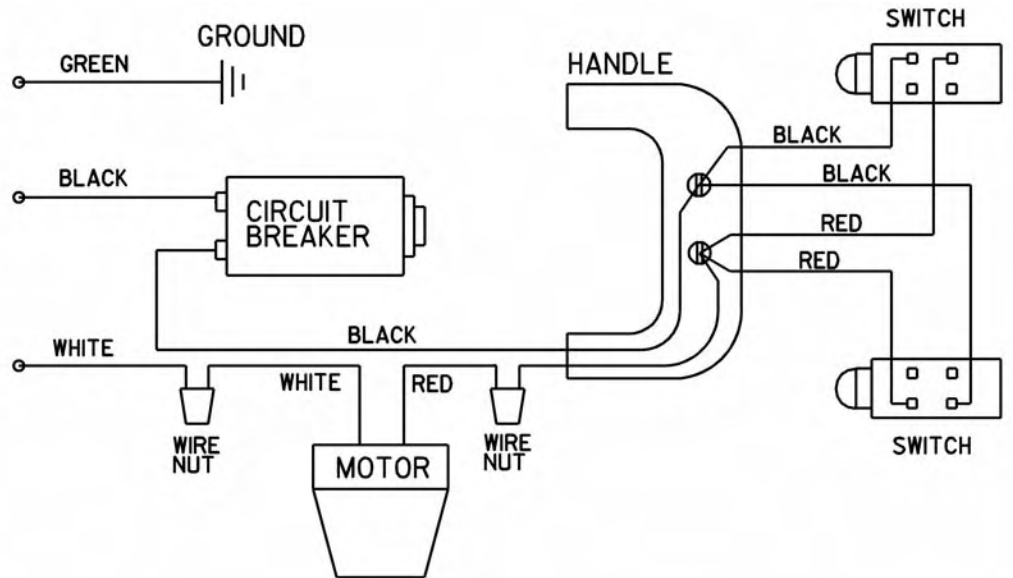 SWITCH
GROUND
GREEN
HANDLE
BLACK
BLACK
BLACK
CIRCUIT
BREAKER
RED
RED
BLACK
WHITE
WHITE
RED
WIRE
NUT
WIRE
NUT
MOTOR
SWITCH